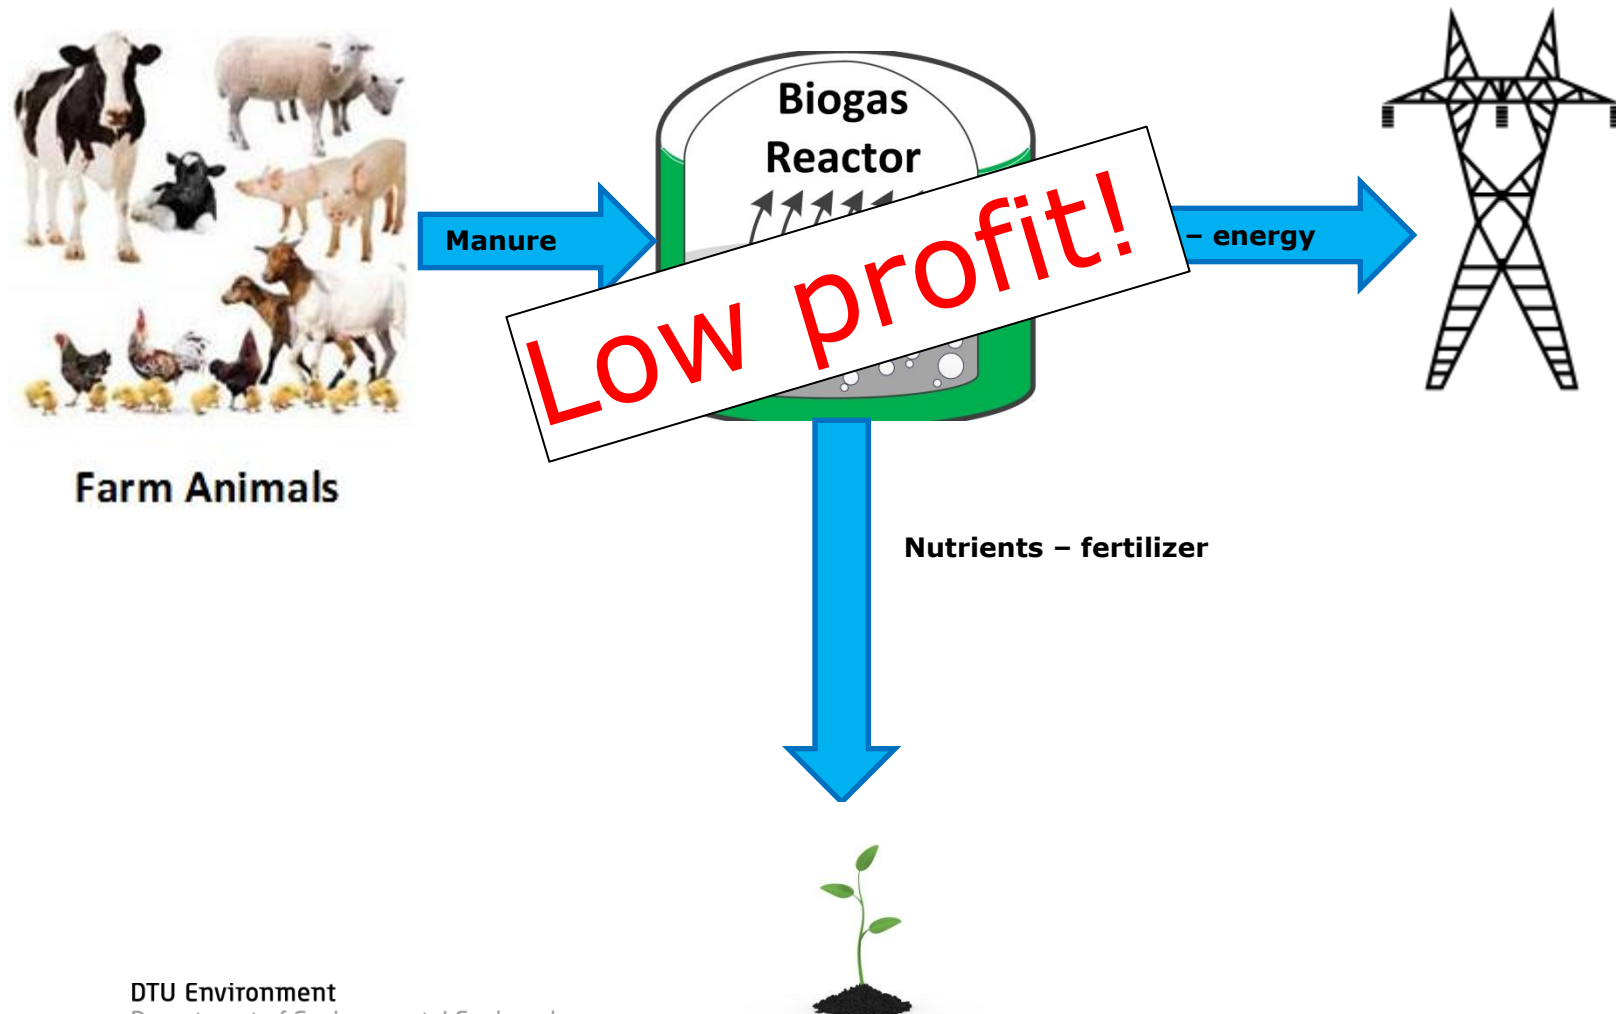 Biogas
Reactor
Manure
Low profit!
– energy
Farm Animals
Nutrients – fertilizer
DTU Environment